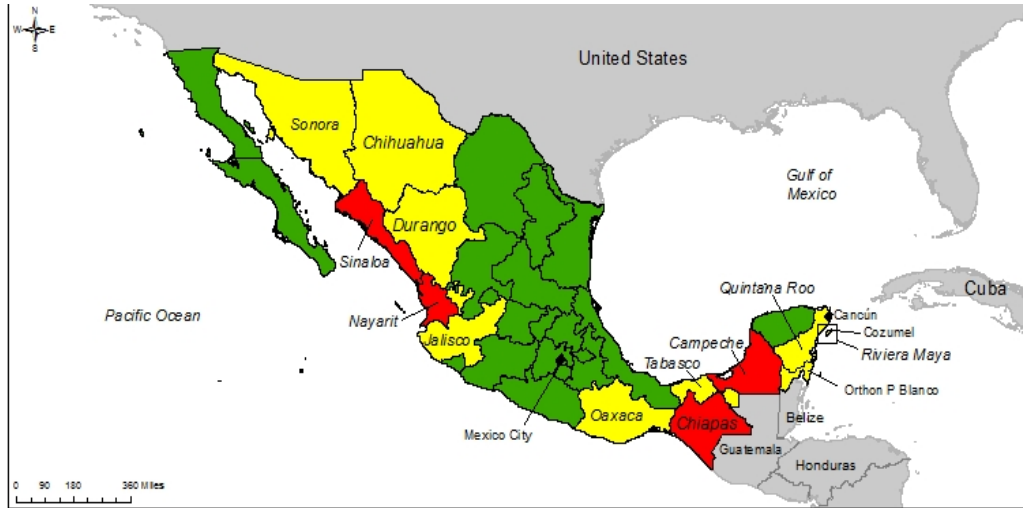 N
W E
S
United States
Sonora
Chihuahua
Gulf of
Mexico
Durango
Sinaloa
Cuba
Quintana Roo
Pacific Ocean
Nayarit
Cancún
Cozumel
Jalisco
Campeche
Riviera Maya
Tabasco
Orthon P Blanco
Oaxaca
Chiapas
Belize
Mexico City
Guatemala
Honduras
0 90 180 360 Miles